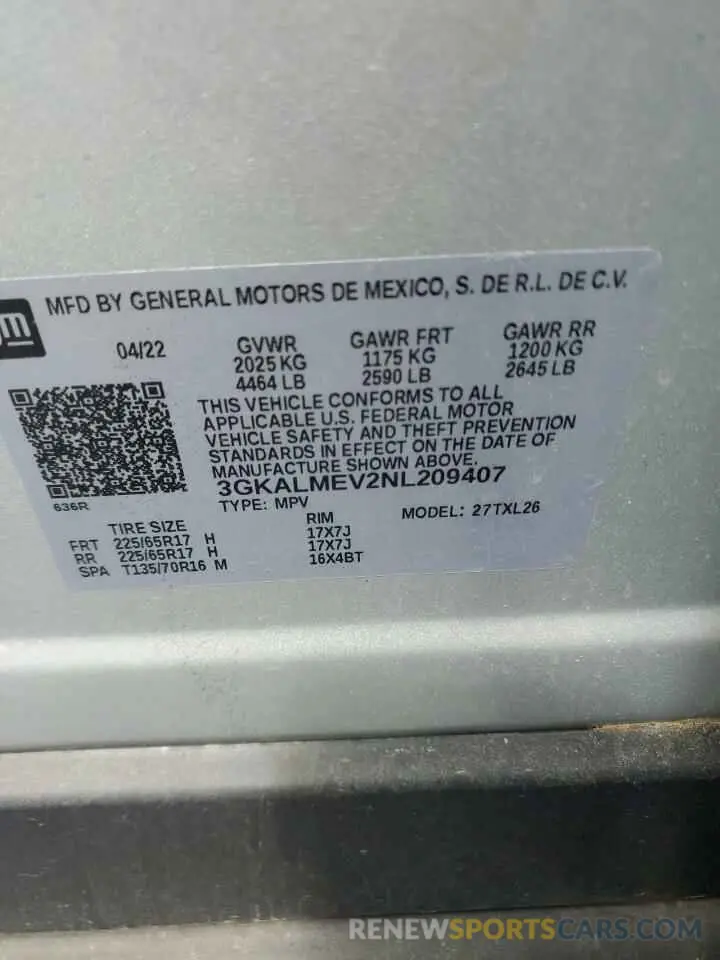 gm
MFD BY GENERAL MOTORS DE MEXICO, S. DE R.L. DE C.V.
04/22
GVWR
2025 KG
4464 LB
GAWR FRT
1175 KG
2590 LB
GAWR RR
1200 KG
2645 LB
THIS VEHICLE CONFORMS TO ALL
APPLICABLE U.S. FEDERAL MOTOR
VEHICLE SAFETY AND THEFT PREVENTION
STANDARDS IN EFFECT ON THE DATE OF
MANUFACTURE SHOWN ABOVE.
3GKALMEV2NL209407
636R
TYPE: MPV
MODEL: 27TXL26
TIRE SIZE RIM
FRT 225/65R17 H 17X7J
RR 225/65R17 H 17X7J
SPA T135/70R16 M 16X4BT
RENEWSPORTSCARS.COM